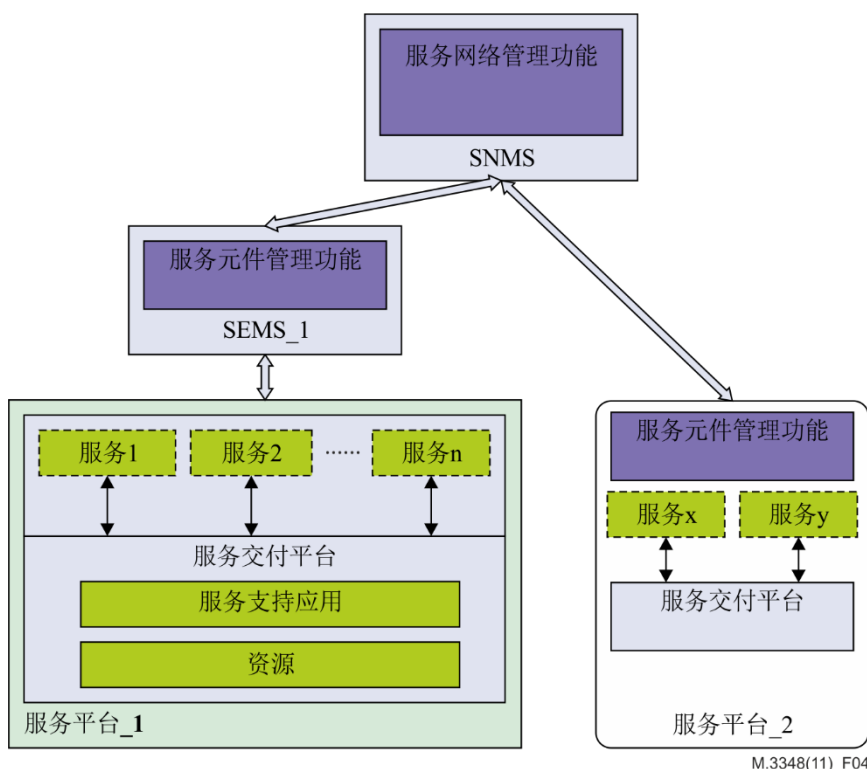 服务网络管理功能
SNMS
服务元件管理功能
SEMS_1
服务1
服务2
……
服务n
服务交付平台
服务支持应用
资源
服务平台_1
服务元件管理功能
服务x
服务y
服务交付平台
服务平台_2
M.3348(11)_F04